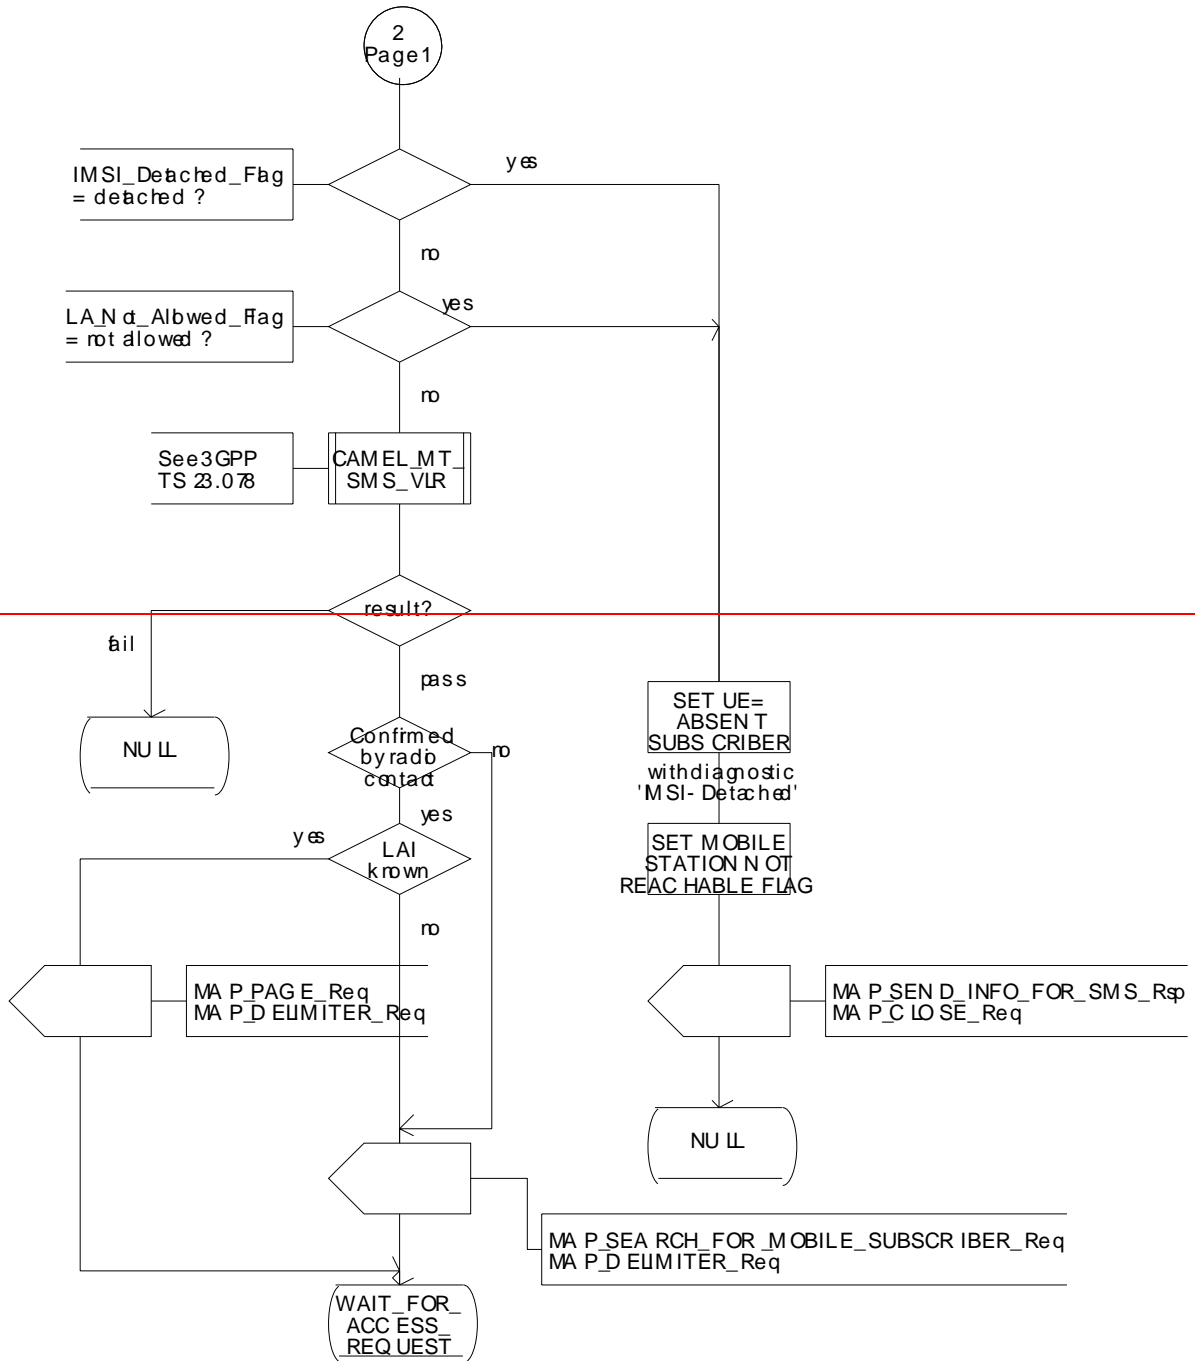 2
Page1
yes
IMSI_Detached_Flag
= detached ?
no
yes
LA_Not_Allowed_Flag
= not allowed ?
no
See 3GPP
TS 23.078
CAMEL_MT_
SMS_VLR
result?
fail
pass
SET UE=
ABSENT
SUBSCRIBER
NULL
Confirmed
by radio
contact
no
with diagnostic
'IMSI-Detached'
yes
yes
LAI
known
SET MOBILE
STATION NOT
REACHABLE FLAG
no
MAP_PAGE_Req
MAP_DELIMITER_Req
MAP_SEND_INFO_FOR_SMS_Rsp
MAP_CLOSE_Req
NULL
MAP_SEARCH_FOR_MOBILE_SUBSCRIBER_Req
MAP_DELIMITER_Req
WAIT_FOR_
ACCESS_
REQUEST